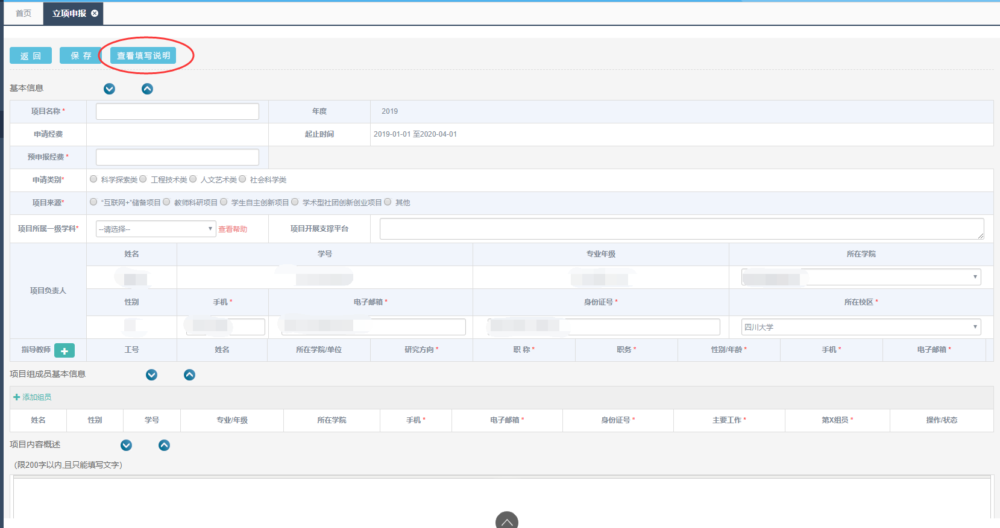 首页 立项申报
返 回 保 存 查看填写说明
基本信息
项目名称 * 年度 2019
申请经费 起止时间 2019-01-01 至2020-04-01
预申报经费 *
申请类别* 科学探索类 工程技术类 人文艺术类 社会科学类
项目来源* “互联网+”储备项目 教师科研项目 学生自主创新项目 学术型社团创新创业项目 其他
项目所属一级学科* --请选择-- 查看帮助 项目开展支撑平台
姓名 学号 专业年级 所在学院
项目负责人
性别 手机 * 电子邮箱 * 身份证号 * 所在校区 *
四川大学
指导教师 工号 姓名 所在学院/单位 研究方向 * 职 称 * 职务 * 性别/年龄 * 手机 * 电子邮箱 *
项目组成员基本信息
添加组员
姓名 性别 学号 专业/年级 所在学院 手机 * 电子邮箱 * 身份证号 * 主要工作 * 第X组员 * 操作/状态
项目内容概述
（限200字以内,且只能填写文字）